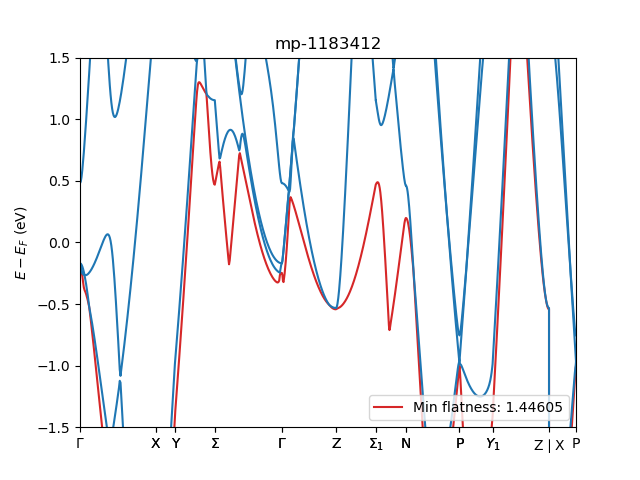 mp-1183412
1.5
1.0
0.5
0.0
−0.5
−1.0
−1.5
E − E_F (eV)
Min flatness: 1.44605
Γ X Y Σ Γ Z Σ₁ N P Y₁ Z | X P